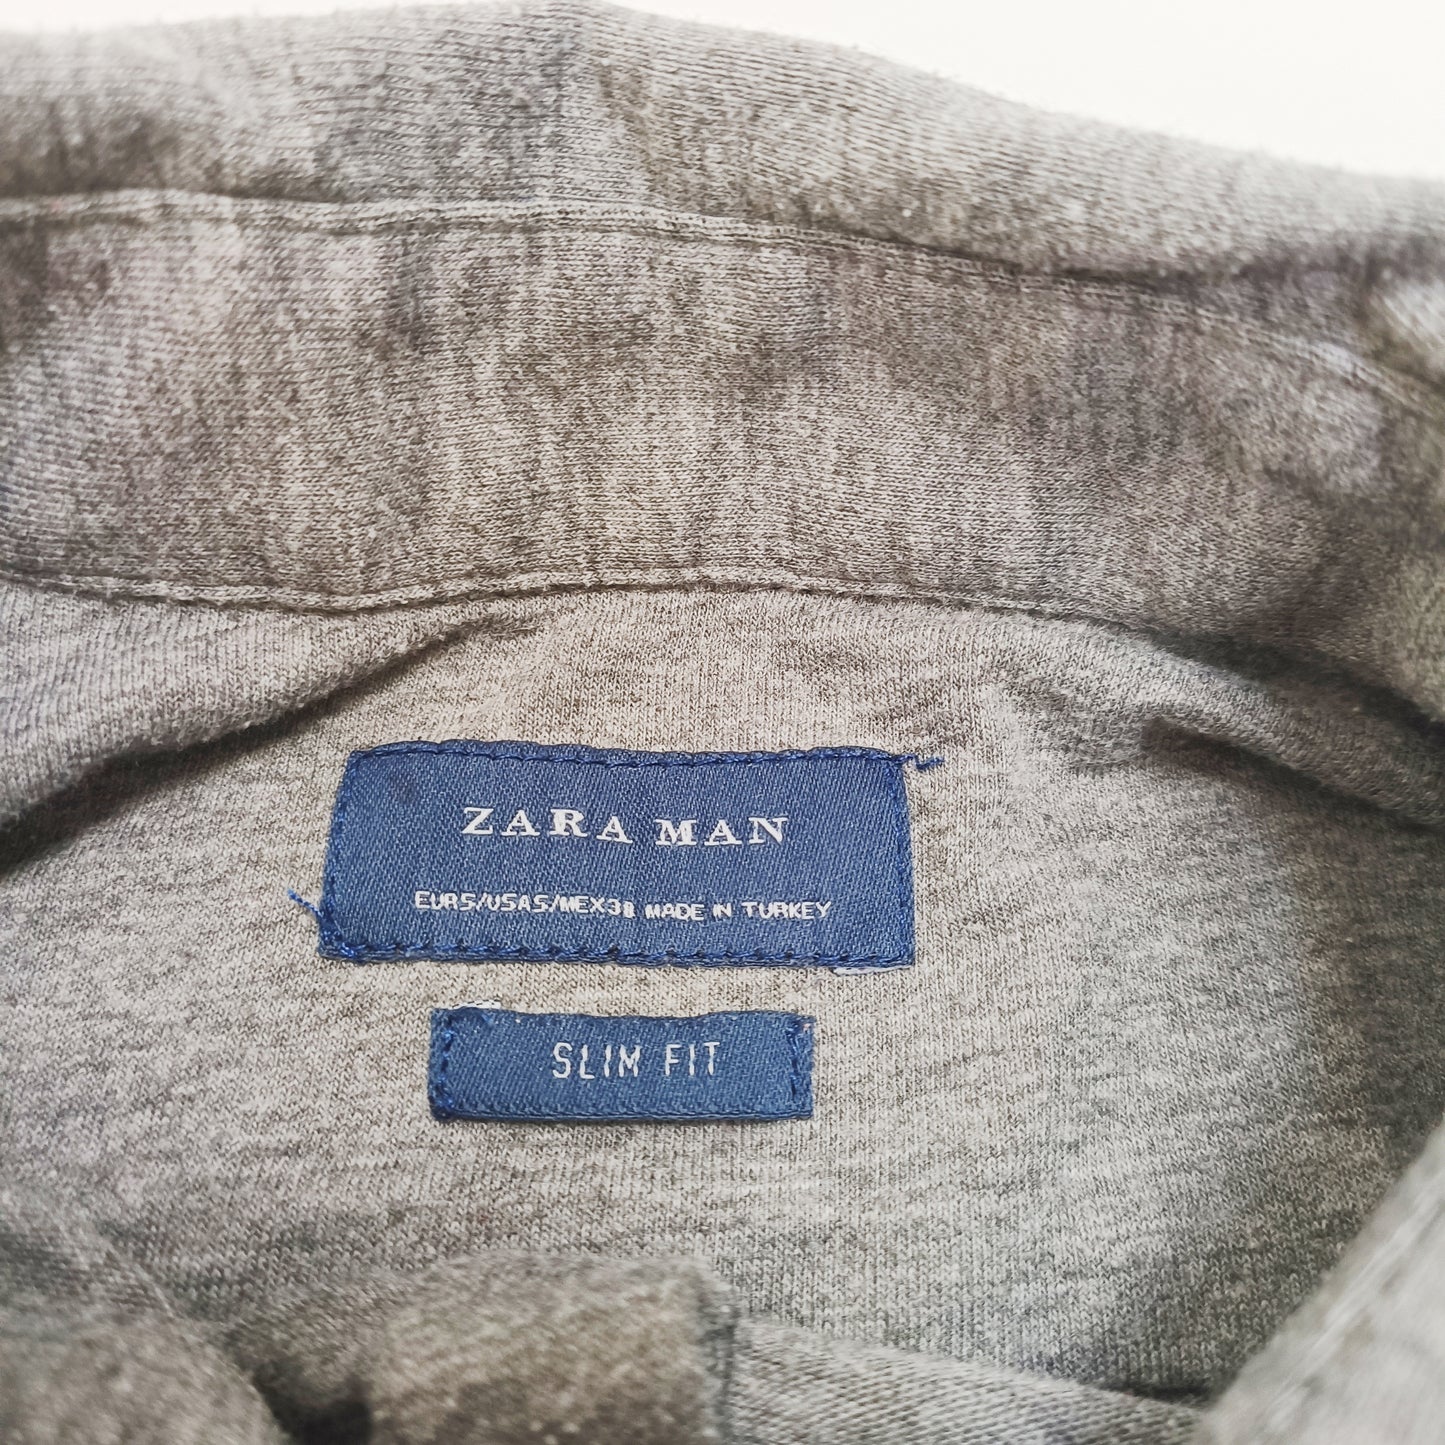 ZARA MAN
EUR S/USA S/MEX 38 MADE IN TURKEY
SLIM FIT